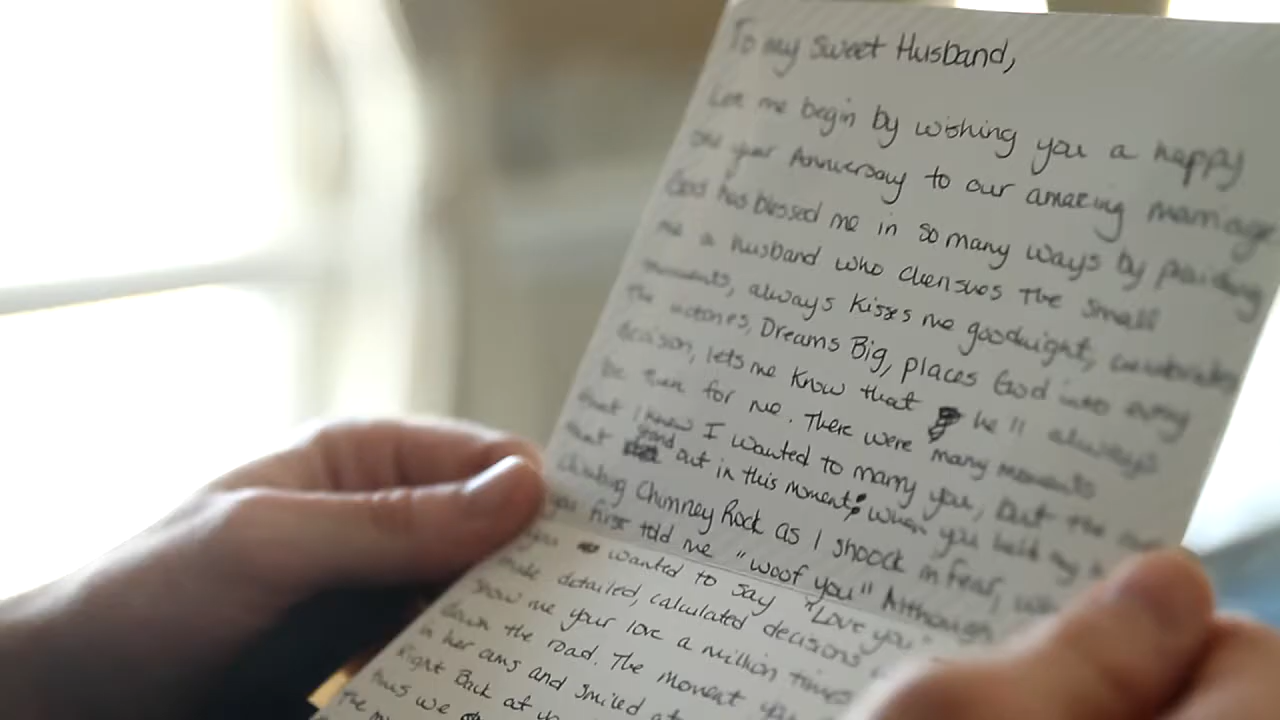 To my sweet Husband,
Let me begin by wishing you a happy
one year Anniversay to our amazing marriage
God has blessed me in so many ways by
me a husband who the small
moments, always kisses me goodnight,
the Dreams Big, places God into every
lets me know that he'll always
be for me. There were many moments
that I knew I wanted to marry you, but the
that stand out in this moment; when you held my
climbing Chimney Rock as I shook in fear,
you first told me "woof you" Although
you wanted to say "Love you"
made detailed, calculated decisions
show me your love a million times
down the road. The moment
in her arms and smiled at
Right Back at
we
The